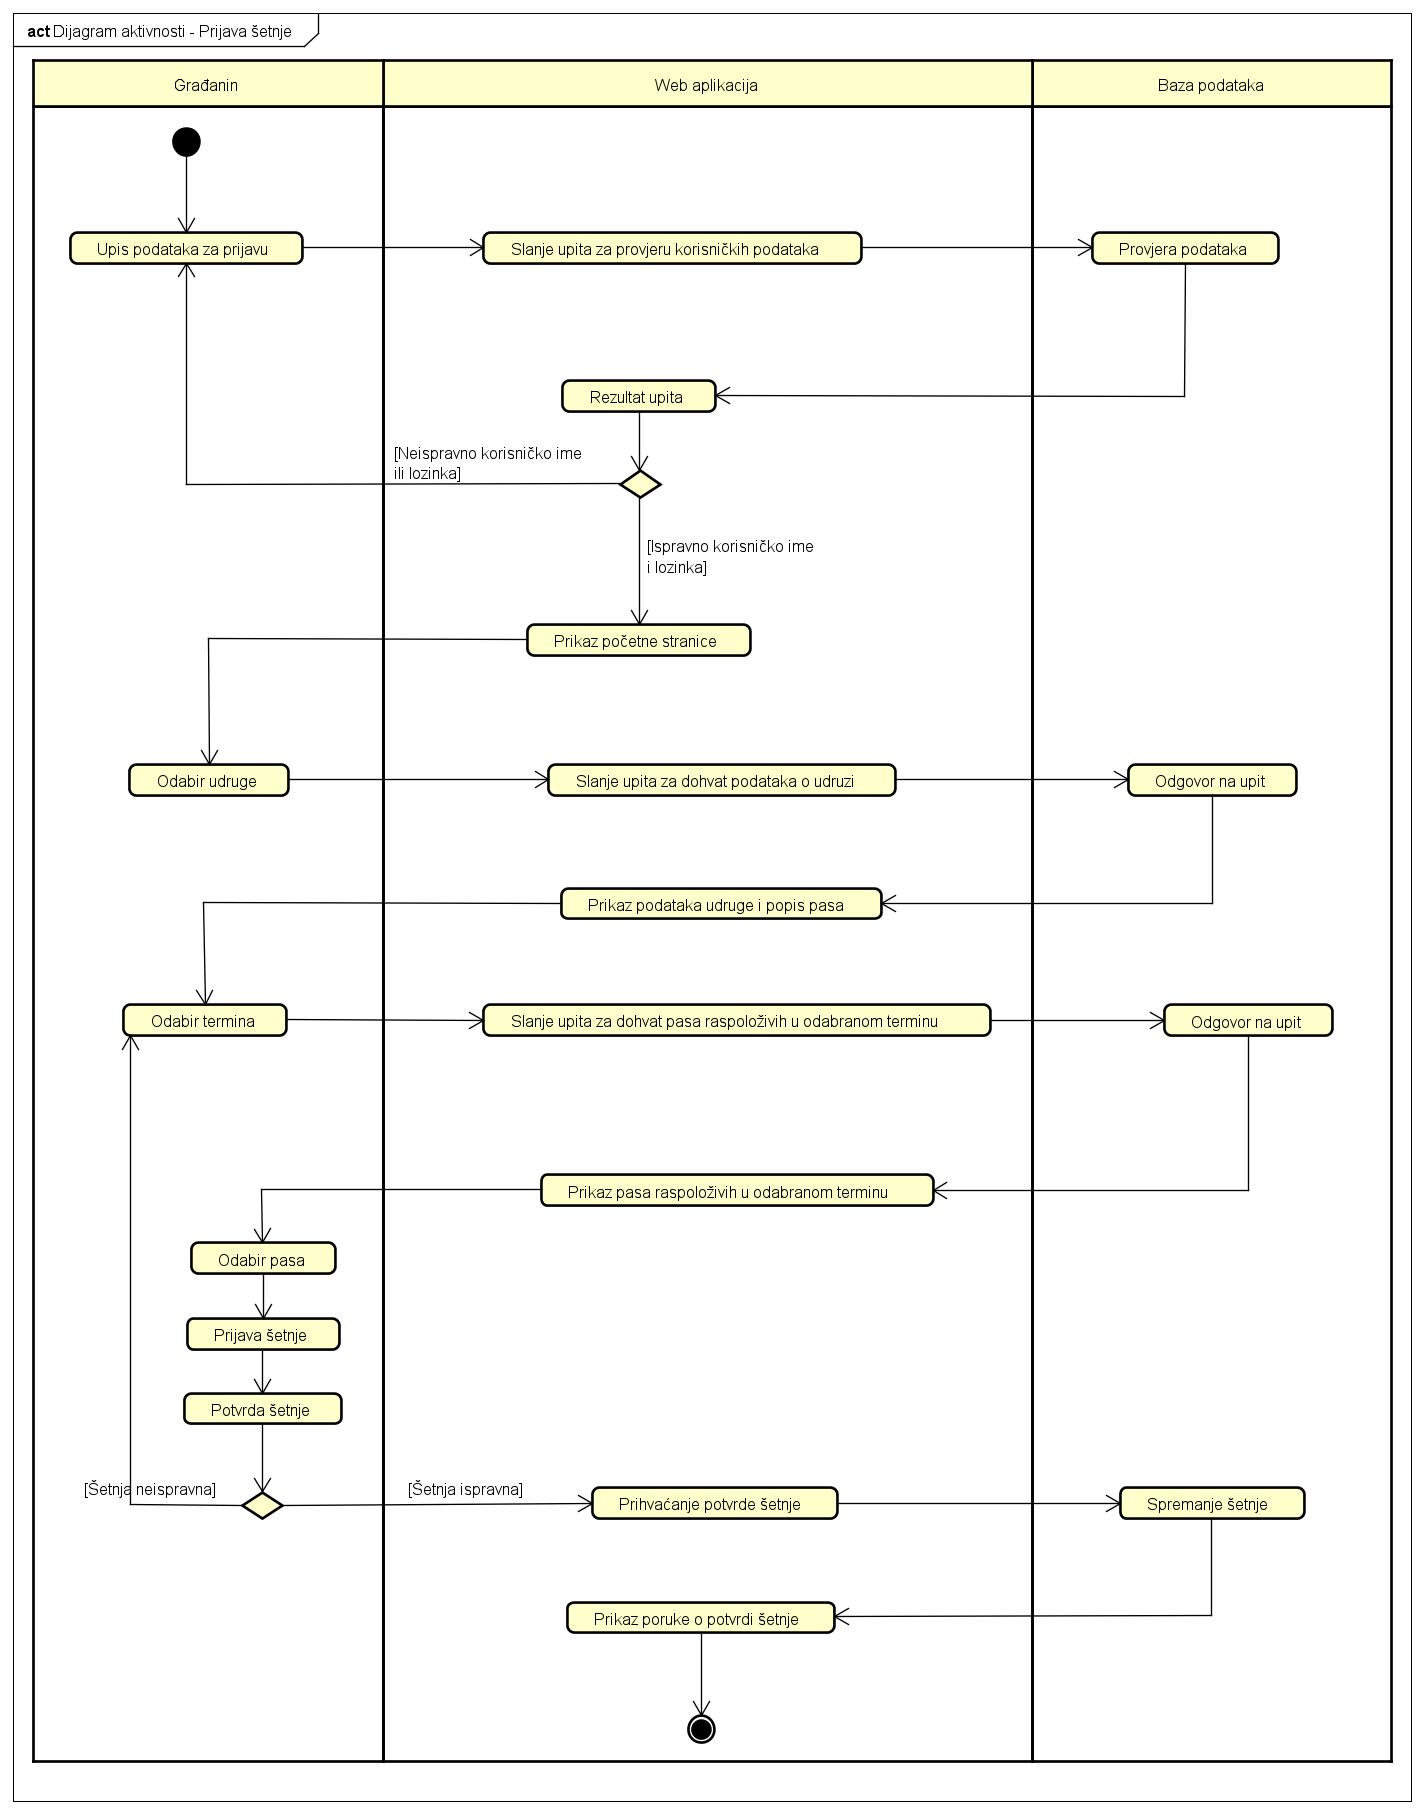 act Dijagram aktivnosti - Prijava šetnje
Građanin
Web aplikacija
Baza podataka
Upis podataka za prijavu
Slanje upita za provjeru korisničkih podataka
Provjera podataka
Rezultat upita
[Neispravno korisničko ime
ili lozinka]
[Ispravno korisničko ime
i lozinka]
Prikaz početne stranice
Odabir udruge
Slanje upita za dohvat podataka o udruzi
Odgovor na upit
Prikaz podataka udruge i popis pasa
Odabir termina
Slanje upita za dohvat pasa raspoloživih u odabranom terminu
Odgovor na upit
Prikaz pasa raspoloživih u odabranom terminu
Odabir pasa
Prijava šetnje
Potvrda šetnje
[Šetnja neispravna]
[Šetnja ispravna]
Prihvaćanje potvrde šetnje
Spremanje šetnje
Prikaz poruke o potvrdi šetnje